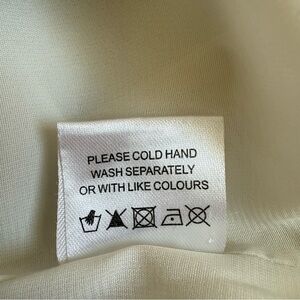 PLEASE COLD HAND
WASH SEPARATELY
OR WITH LIKE COLOURS